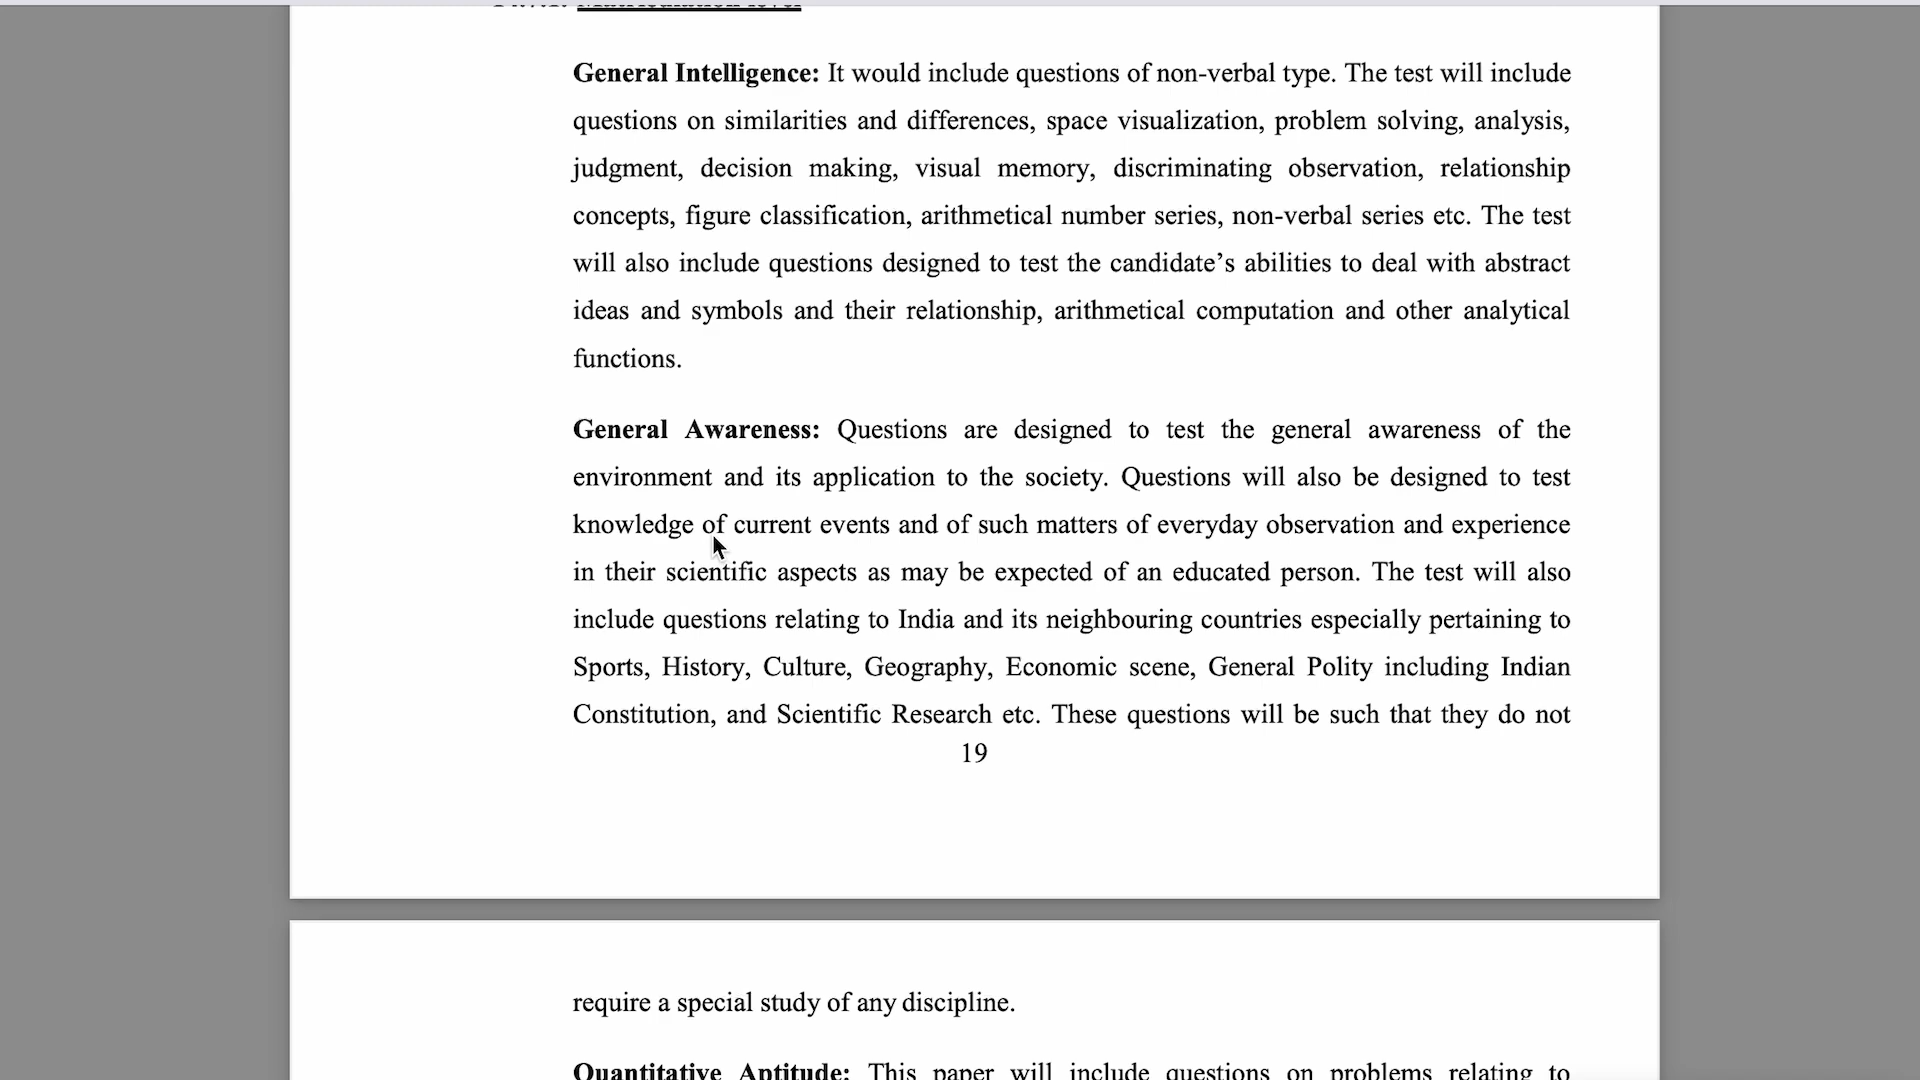 General Intelligence: It would include questions of non-verbal type. The test will include
questions on similarities and differences, space visualization, problem solving, analysis,
judgment, decision making, visual memory, discriminating observation, relationship
concepts, figure classification, arithmetical number series, non-verbal series etc. The test
will also include questions designed to test the candidate’s abilities to deal with abstract
ideas and symbols and their relationship, arithmetical computation and other analytical
functions.
General Awareness: Questions are designed to test the general awareness of the
environment and its application to the society. Questions will also be designed to test
knowledge of current events and of such matters of everyday observation and experience
in their scientific aspects as may be expected of an educated person. The test will also
include questions relating to India and its neighbouring countries especially pertaining to
Sports, History, Culture, Geography, Economic scene, General Polity including Indian
Constitution, and Scientific Research etc. These questions will be such that they do not
19
require a special study of any discipline.
Quantitative Aptitude: This paper will include questions on problems relating to